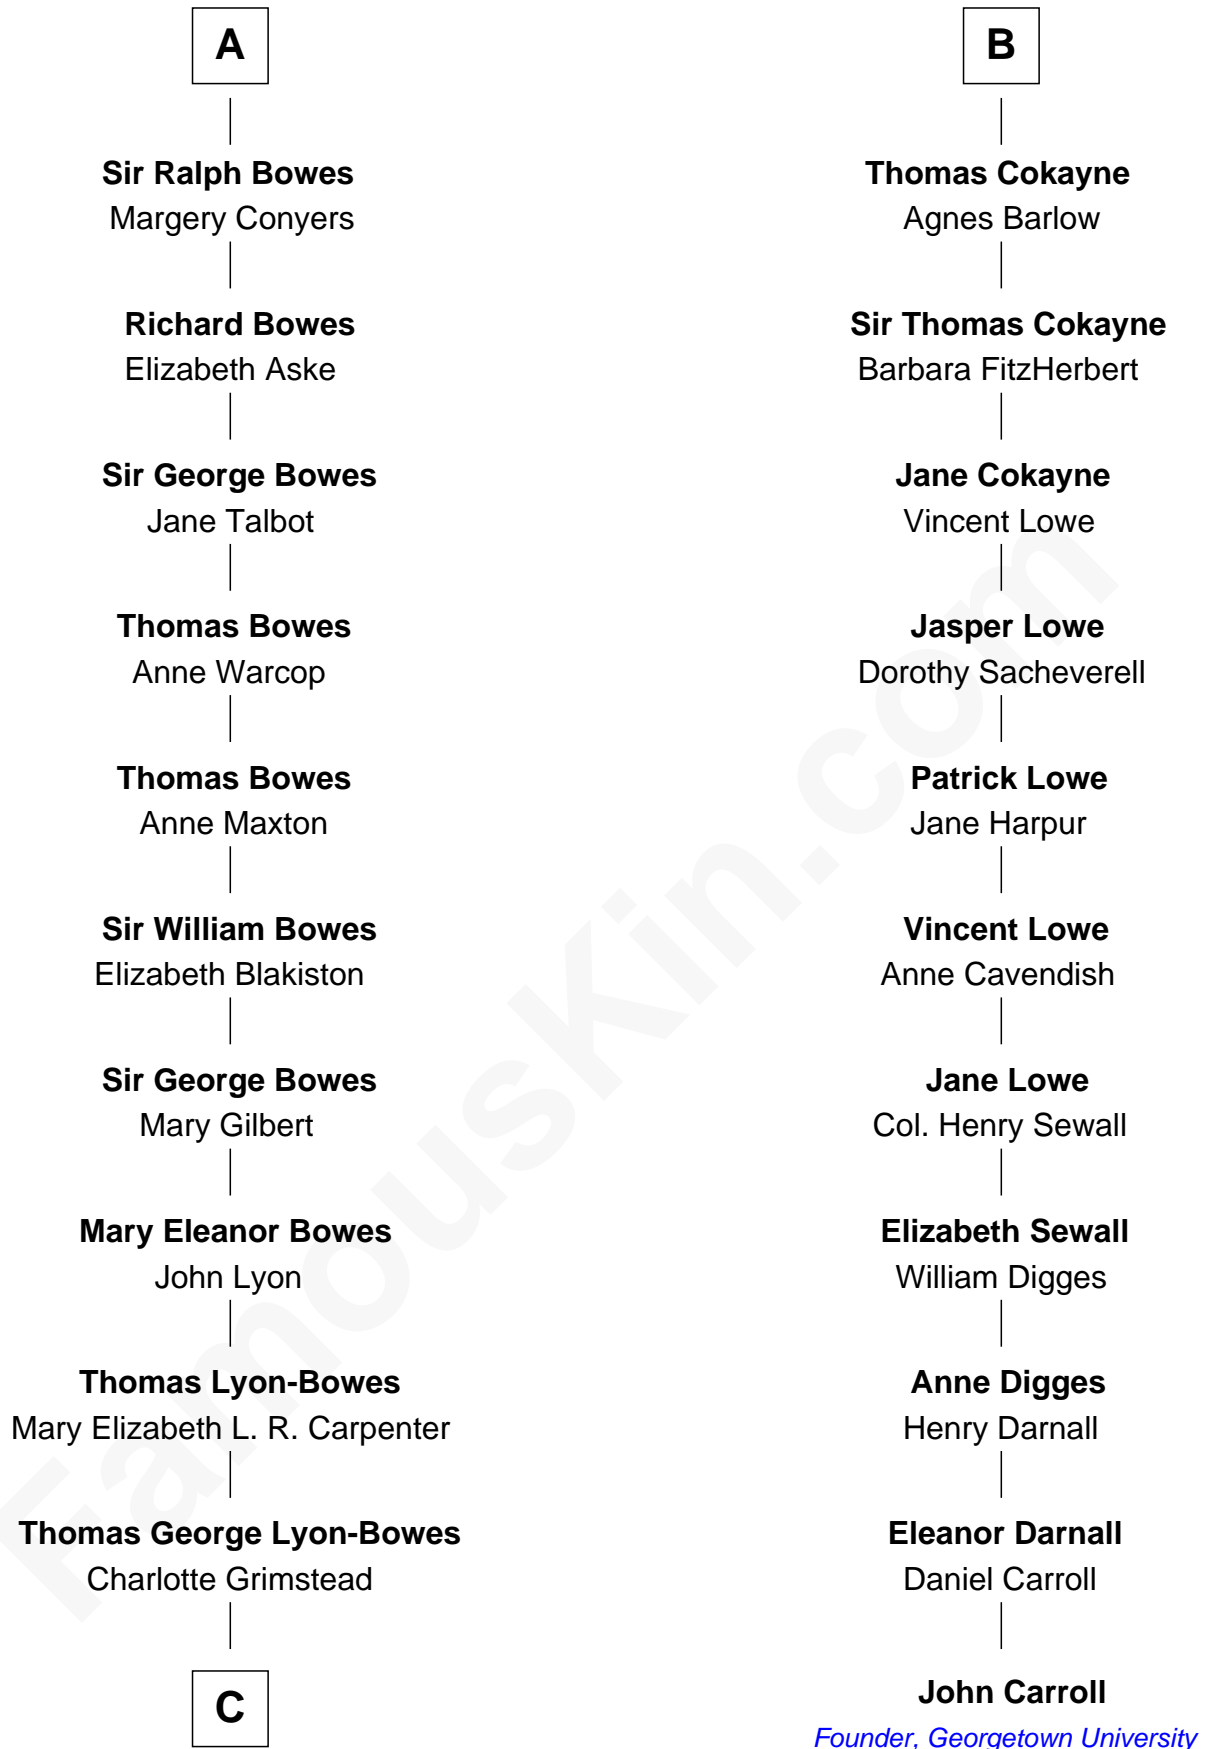 A
Sir Ralph Bowes
Margery Conyers
Richard Bowes
Elizabeth Aske
Sir George Bowes
Jane Talbot
Thomas Bowes
Anne Warcop
Thomas Bowes
Anne Maxton
Sir William Bowes
Elizabeth Blakiston
Sir George Bowes
Mary Gilbert
Mary Eleanor Bowes
John Lyon
Thomas Lyon-Bowes
Mary Elizabeth L. R. Carpenter
Thomas George Lyon-Bowes
Charlotte Grimstead
C
B
Thomas Cokayne
Agnes Barlow
Sir Thomas Cokayne
Barbara FitzHerbert
Jane Cokayne
Vincent Lowe
Jasper Lowe
Dorothy Sacheverell
Patrick Lowe
Jane Harpur
Vincent Lowe
Anne Cavendish
Jane Lowe
Col. Henry Sewall
Elizabeth Sewall
William Digges
Anne Digges
Henry Darnall
Eleanor Darnall
Daniel Carroll
John Carroll
Founder, Georgetown University
FamousKin.com